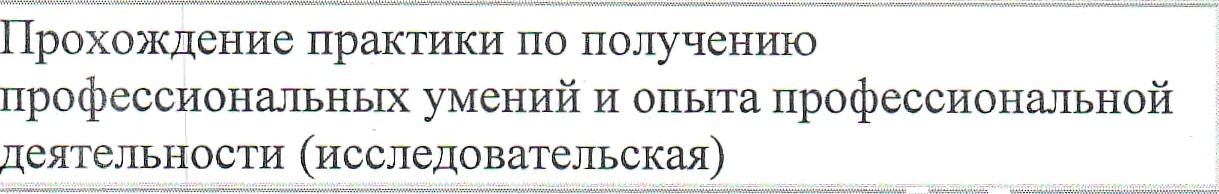 Прохождение практики по получению
профессиональных умений и опыта профессиональной
деятельности (исследовательская)